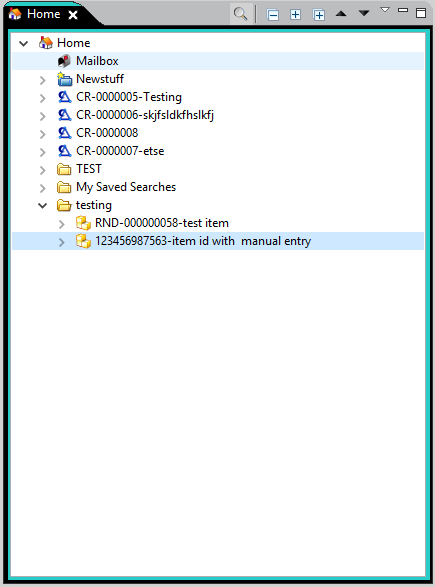 Home
Home
Mailbox
Newstuff
CR-0000005-Testing
CR-0000006-skjfsldkfhslkfj
CR-0000008
CR-0000007-etse
TEST
My Saved Searches
testing
RND-000000058-test item
123456987563-item id with  manual entry